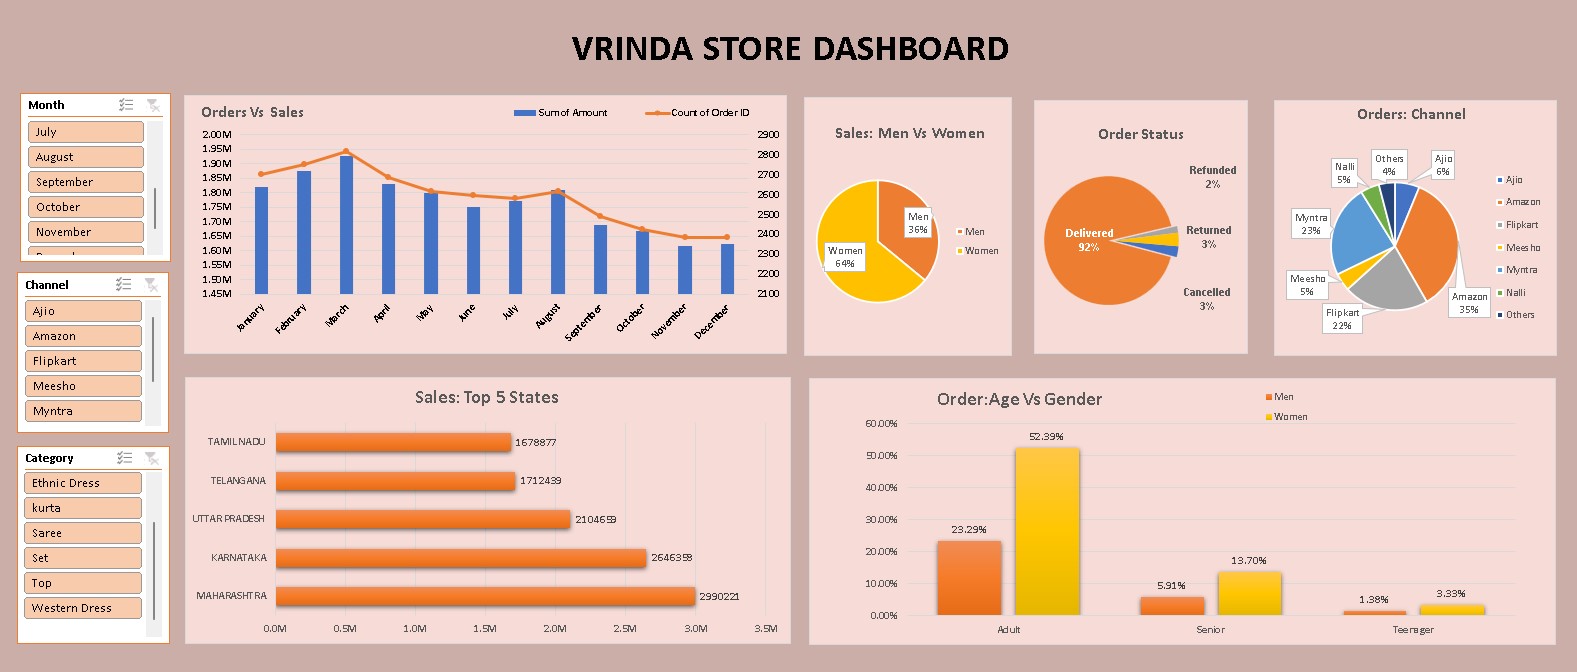 VRINDA STORE DASHBOARD
Month
July
August
September
October
November
Channel
Ajio
Amazon
Flipkart
Meesho
Myntra
Category
Ethnic Dress
kurta
Saree
Set
Top
Western Dress
Orders Vs Sales
Sum of Amount
Count of Order ID
2.00M
1.95M
1.90M
1.85M
1.80M
1.75M
1.70M
1.65M
1.60M
1.55M
1.50M
1.45M
2900
2800
2700
2600
2500
2400
2300
2200
2100
January
February
March
April
May
June
July
August
September
October
November
December
Sales: Men Vs Women
Men
36%
Women
64%
Men
Women
Order Status
Refunded
2%
Delivered
92%
Returned
3%
Cancelled
3%
Orders: Channel
Others
4%
Ajio
6%
Nalli
5%
Myntra
23%
Meesho
5%
Flipkart
22%
Amazon
35%
Ajio
Amazon
Flipkart
Meesho
Myntra
Nalli
Others
Sales: Top 5 States
TAMIL NADU
1678877
TELANGANA
1712439
UTTAR PRADESH
2104659
KARNATAKA
2646358
MAHARASHTRA
2990221
0.0M 0.5M 1.0M 1.5M 2.0M 2.5M 3.0M 3.5M
Order:Age Vs Gender
Men
Women
60.00%
50.00%
40.00%
30.00%
20.00%
10.00%
0.00%
23.29%
52.39%
5.91%
13.70%
1.38%
3.33%
Adult
Senior
Teenager